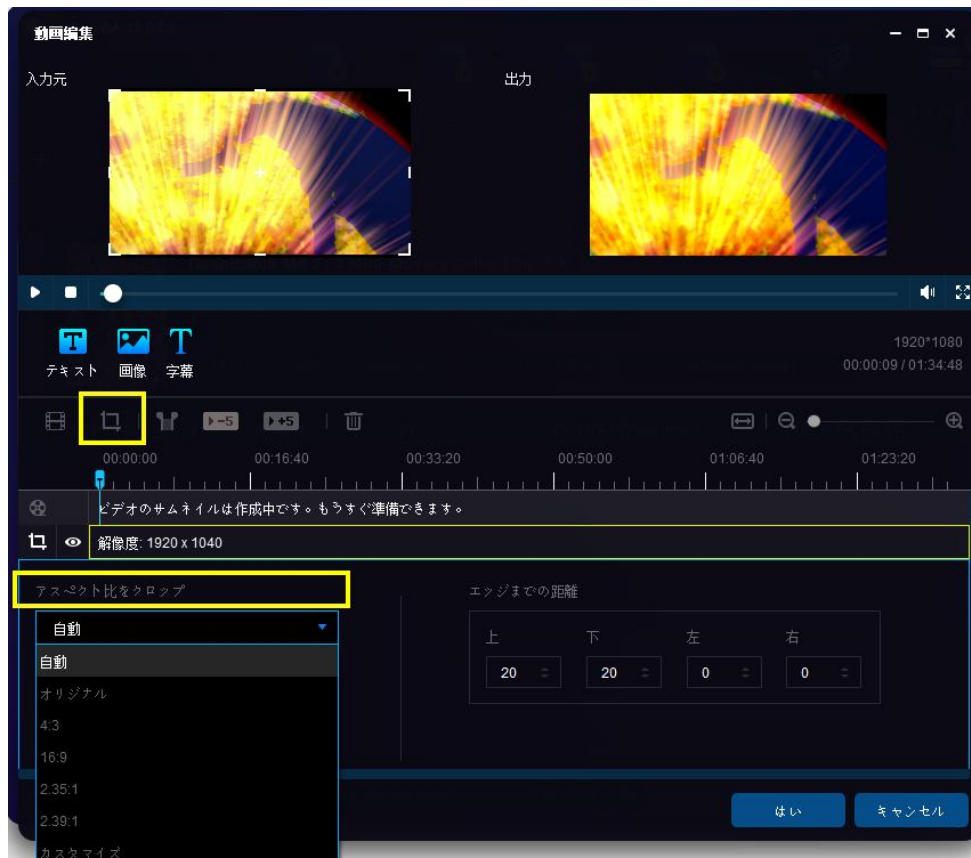 動画編集
入力元
出力
テキスト 画像 字幕
1920*1080
00:00:09 / 01:34:48
-5 +5
00:00:00 00:16:40 00:33:20 00:50:00 01:06:40 01:23:20
ビデオのサムネイルは作成中です。もうすぐ準備できます。
解像度: 1920 x 1040
アスペクト比をクロップ
自動
自動
オリジナル
4:3
16:9
2.35:1
2.39:1
カスタマイズ
エッジまでの距離
上 下 左 右
20 20 0 0
はい キャンセル